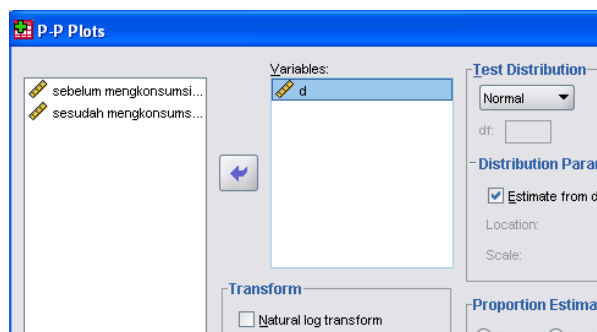 P-P Plots
sebelum mengkonsumsi...
sesudah mengkonsums...
Variables:
d
Transform
Natural log transform
Test Distribution
Normal
df:
Distribution Para
Estimate from d
Location:
Scale:
Proportion Estima